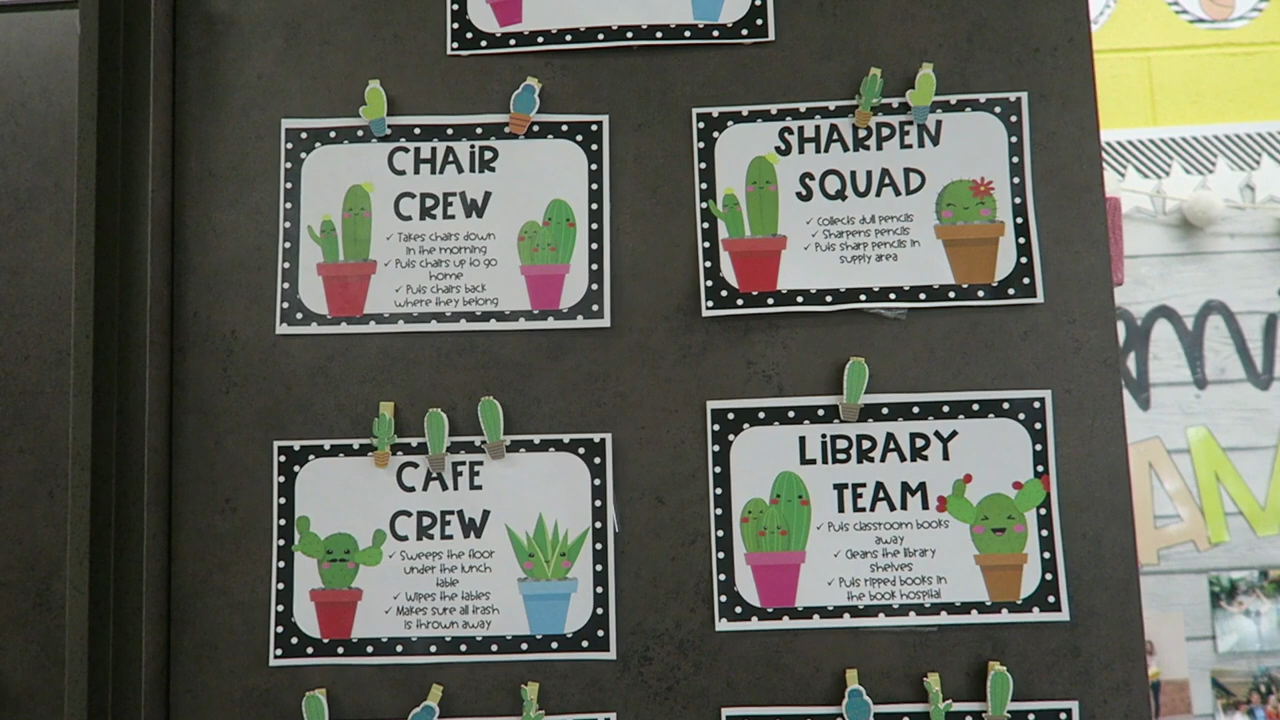 CHAiR
CREW
✓ Takes chairs down
in the morning
✓ Puts chairs up to go
home
✓ Puts chairs back
where they belong
SHARPEN
SQUAD
✓ Collects dull pencils
✓ Sharpens pencils
✓ Puts sharp pencils in
supply area
CAFE
CREW
✓ Sweeps the floor
under the lunch
table
✓ Wipes the tables
✓ Makes sure all trash
is thrown away
LiBRARY
TEAM
✓ Puts classroom books
away
✓ Cleans the library
shelves
✓ Puts ripped books in
the book hospital